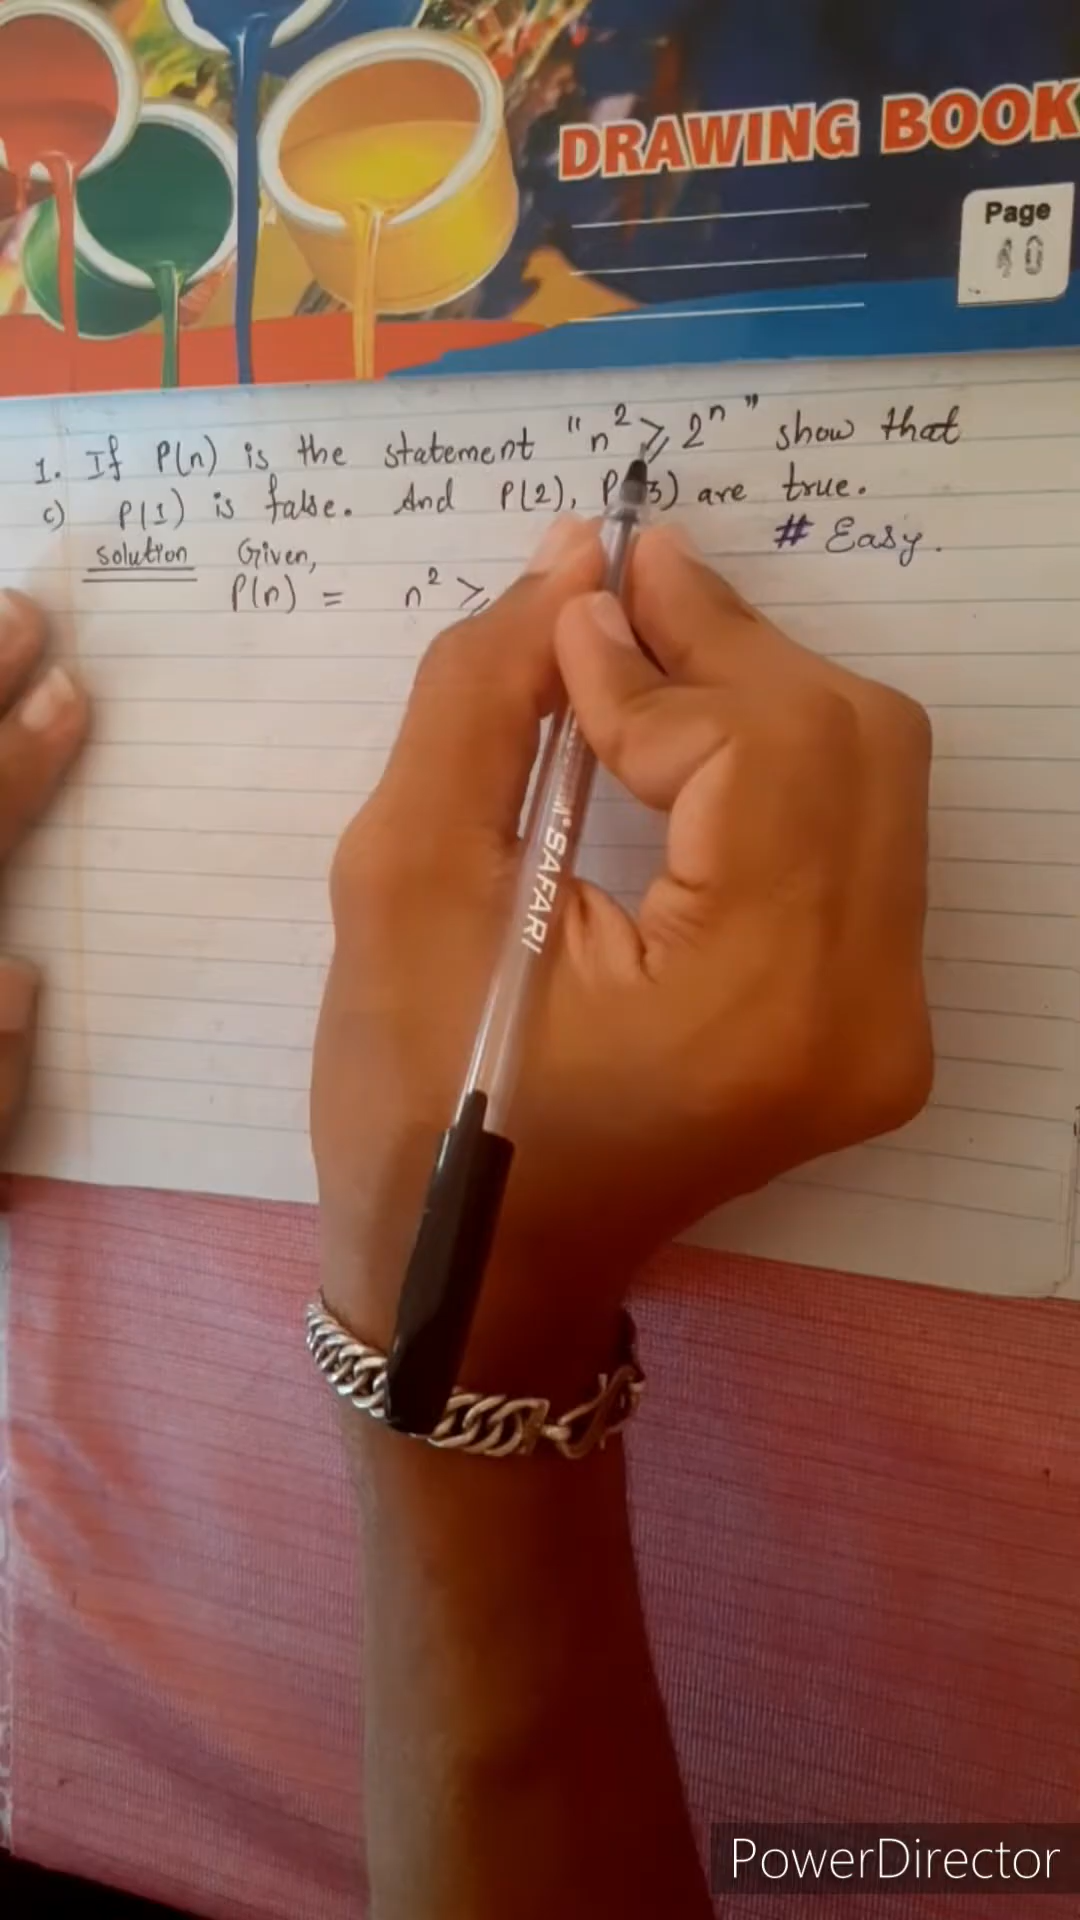 DRAWING BOOK
Page
10
1. If P(n) is the statement "n² ⩾ 2ⁿ" show that
c) P(1) is false. And P(2), P(3) are true.
# Easy.
solution Given,
P(n) = n² ⩾
SAFARI
PowerDirector